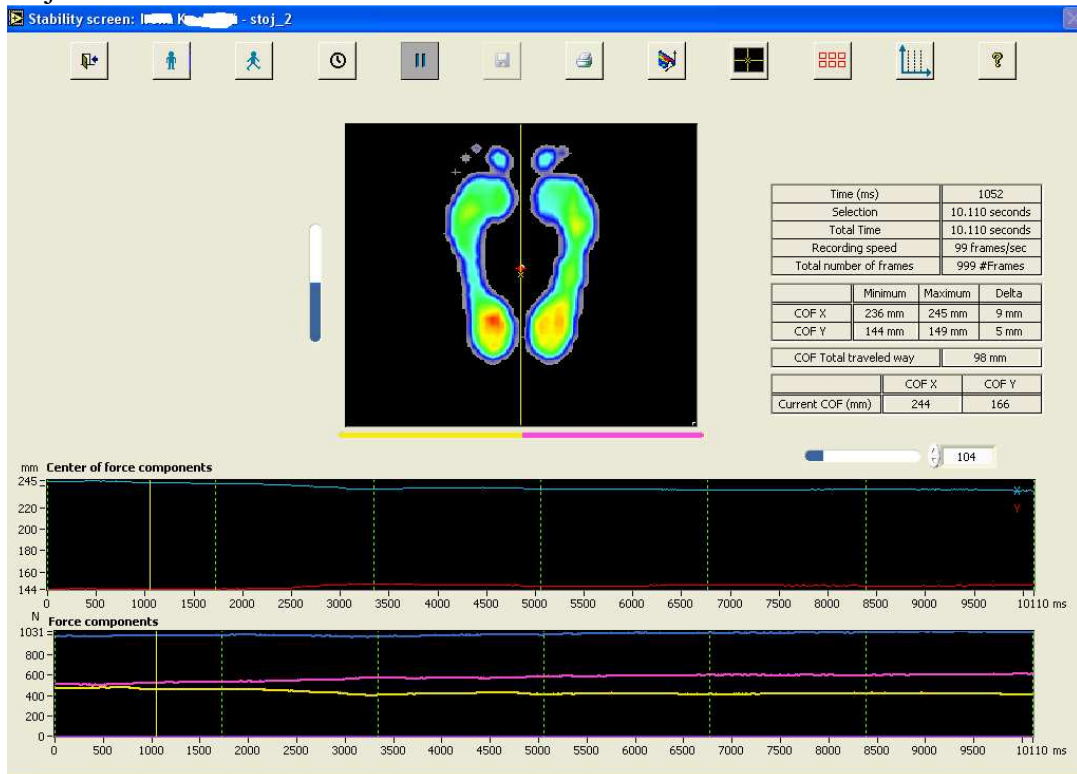 Stability screen: - stoj_2
?
Time (ms) 1052
Selection 10.110 seconds
Total Time 10.110 seconds
Recording speed 99 frames/sec
Total number of frames 999 #Frames
Minimum Maximum Delta
COF X 236 mm 245 mm 9 mm
COF Y 144 mm 149 mm 5 mm
COF Total traveled way 98 mm
COF X COF Y
Current COF (mm) 244 166
104
mm Center of force components
245
220
200
180
160
144
X
Y
0 500 1000 1500 2000 2500 3000 3500 4000 4500 5000 5500 6000 6500 7000 7500 8000 8500 9000 9500 10110 ms
N Force components
1031
800
600
400
200
0
0 500 1000 1500 2000 2500 3000 3500 4000 4500 5000 5500 6000 6500 7000 7500 8000 8500 9000 9500 10110 ms